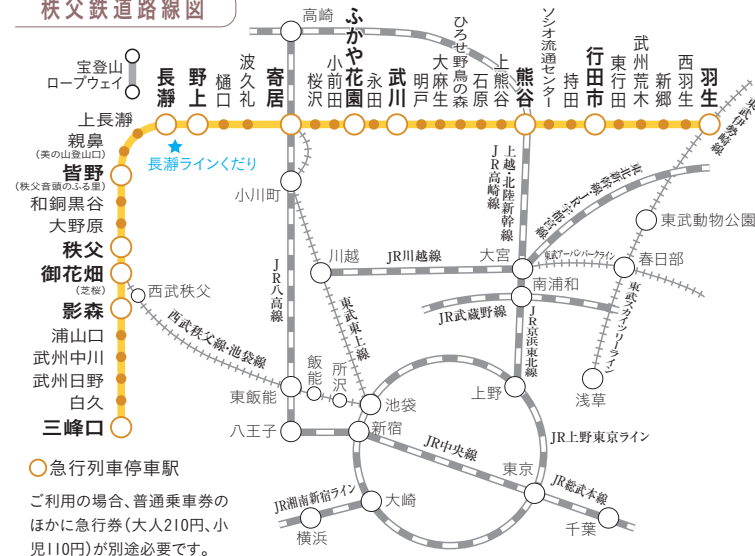 秩父鉄道路線図
宝登山
ロープウェイ
高崎
長瀞
野上
樋口
波久礼
寄居
桜沢
小前田
ふかや花園
永田
武川
明戸
大麻生
ひろせ野鳥の森
石原
上熊谷
熊谷
ソシオ流通センター
持田
行田市
東行田
武州荒木
新郷
西羽生
羽生
上長瀞
親鼻
(美の山登山口)
皆野
(秩父音頭のふる里)
和銅黒谷
大野原
秩父
御花畑
(芝桜)
影森
浦山口
武州中川
武州日野
白久
三峰口
長瀞ラインくだり
西武秩父
西武秩父線・池袋線
小川町
JR八高線
川越
JR川越線
東武東上線
上越・北陸新幹線
JR高崎線
東北新幹線
JR宇都宮線
東武伊勢崎線
東武動物公園
大宮
東武アーバンパークライン
春日部
南浦和
JR武蔵野線
JR京浜東北線
東武スカイツリーライン
浅草
東飯能
飯能
所沢
池袋
上野
八王子
新宿
JR中央線
JR上野東京ライン
東京
JR総武本線
千葉
JR湘南新宿ライン
大崎
横浜
急行列車停車駅
ご利用の場合、普通乗車券の
ほかに急行券(大人210円、小
児110円)が別途必要です。